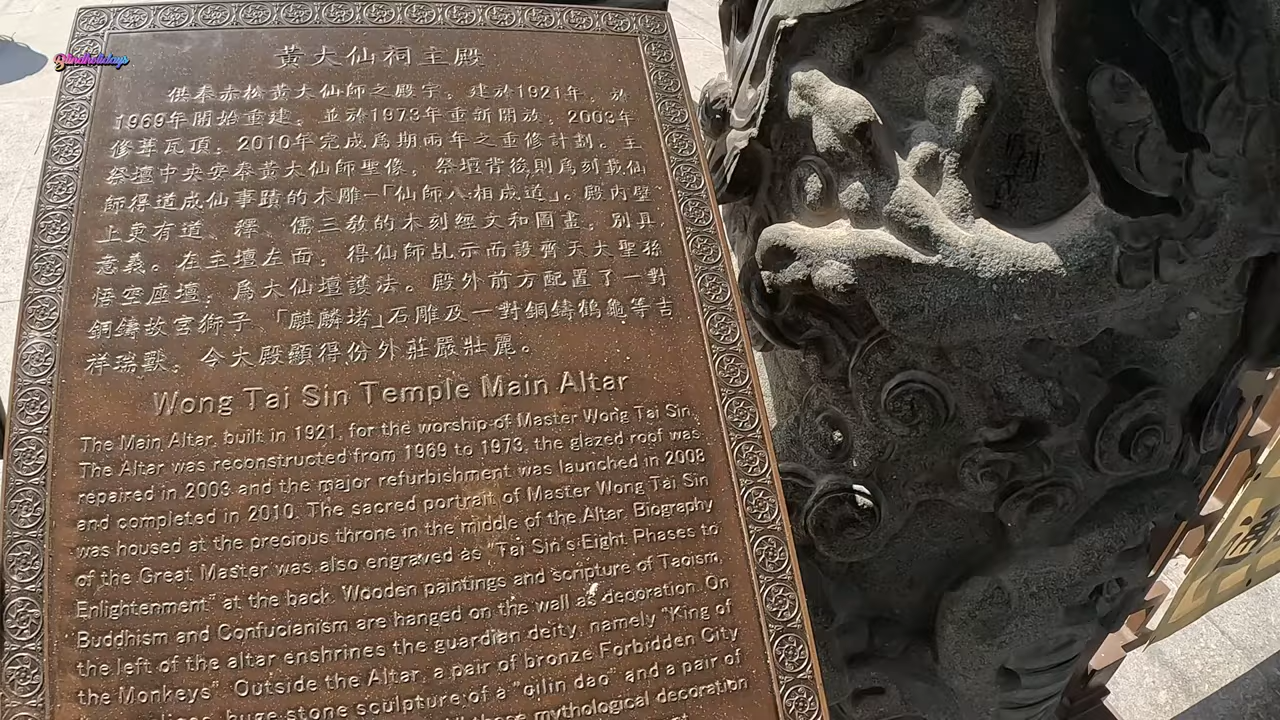 Zindholidays
黃大仙祠主殿
供奉赤松黃大仙師之殿宇。建於1921年。於
1969年開始重建。並於1973年重新開放。2003年
修葺瓦頂。2010年完成為期兩年之重修計劃。主
祭壇中央安奉黃大仙師聖像。祭壇背後則為刻載仙
師得道成仙事蹟的木雕—「仙師八相成道」。殿內壁
上更有道、釋、儒三教的木刻經文和圖畫。別具
意義。在主壇左面。得仙師乩示而設齊天大聖孫
悟空座壇。為大仙壇護法。殿外前方配置了一對
銅鑄故宮獅子、「麒麟堵」石雕及一對銅鑄鶴龜等吉
祥瑞獸。令大殿顯得份外莊嚴壯麗。
Wong Tai Sin Temple Main Altar
The Main Altar, built in 1921, for the worship of Master Wong Tai Sin.
The Altar was reconstructed from 1969 to 1973, the glazed roof was
repaired in 2003 and the major refurbishment was launched in 2008
and completed in 2010. The sacred portrait of Master Wong Tai Sin
was housed at the precious throne in the middle of the Altar. Biography
of the Great Master was also engraved as "Tai Sin's Eight Phases to
Enlightenment" at the back. Wooden paintings and scripture of Taoism,
Buddhism and Confucianism are hanged on the wall as decoration. On
the left of the altar enshrines the guardian deity, namely "King of
the Monkeys". Outside the Altar, a pair of bronze Forbidden City
huge stone sculpture of a "qilin dao" and a pair of
mythological decoration